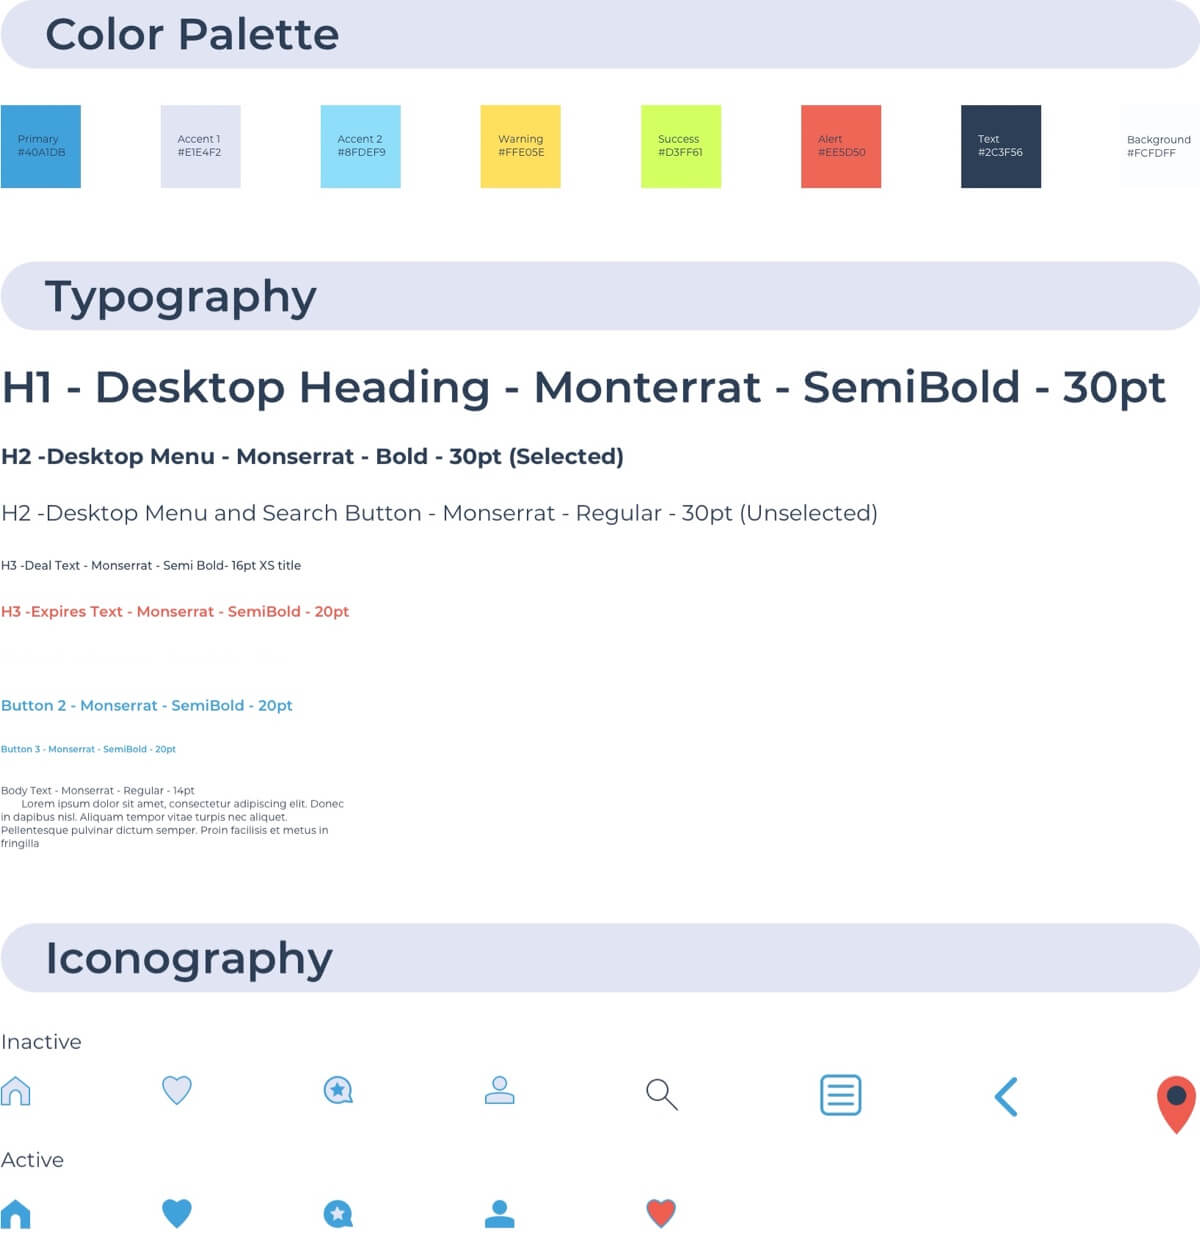 Color Palette
Primary
#40A1DB
Accent 1
#E1E4F2
Accent 2
#8FDEF9
Warning
#FFE05E
Success
#D3FF61
Alert
#EE5D50
Text
#2C3F56
Background
#FCFDFF
Typography
H1 - Desktop Heading - Monterrat - SemiBold - 30pt
H2 -Desktop Menu - Monserrat - Bold - 30pt (Selected)
H2 -Desktop Menu and Search Button - Monserrat - Regular - 30pt (Unselected)
H3 -Deal Text - Monserrat - Semi Bold- 16pt XS title
H3 -Expires Text - Monserrat - SemiBold - 20pt
Button 2 - Monserrat - SemiBold - 20pt
Button 3 - Monserrat - SemiBold - 20pt
Body Text - Monserrat - Regular - 14pt
Lorem ipsum dolor sit amet, consectetur adipiscing elit. Donec
in dapibus nisl. Aliquam tempor vitae turpis nec aliquet.
Pellentesque pulvinar dictum semper. Proin facilisis et metus in
fringilla
Iconography
Inactive
Active